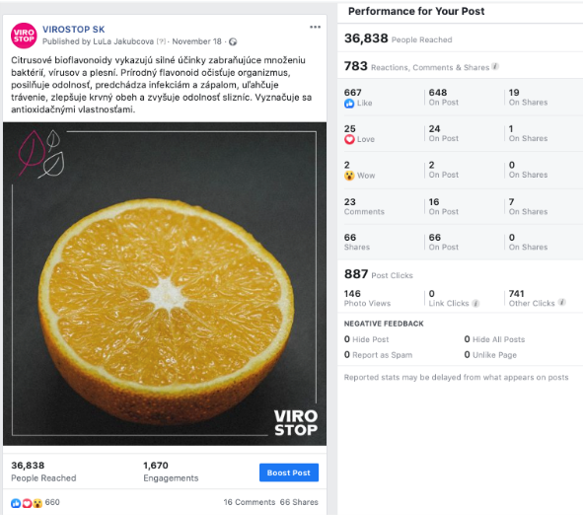 VIRO
STOP
VIROSTOP SK
Published by LuLa Jakubcova (?) · November 18 ·
Citrusové bioflavonoidy vykazujú silné účinky zabraňujúce množeniu
baktérií, vírusov a plesní. Prírodný flavonoid očisťuje organizmus,
posilňuje odolnosť, predchádza infekciám a zápalom, uľahčuje
trávenie, zlepšuje krvný obeh a zvyšuje odolnosť slizníc. Vyznačuje sa
antioxidačnými vlastnosťami.
VIRO
STOP
36,838
People Reached
1,670
Engagements
Boost Post
660
16 Comments 66 Shares
Performance for Your Post
36,838 People Reached
783 Reactions, Comments & Shares
667
Like
648
On Post
19
On Shares
25
Love
24
On Post
1
On Shares
2
Wow
2
On Post
0
On Shares
23
Comments
16
On Post
7
On Shares
66
Shares
66
On Post
0
On Shares
887 Post Clicks
146
Photo Views
0
Link Clicks
741
Other Clicks
NEGATIVE FEEDBACK
0 Hide Post
0 Hide All Posts
0 Report as Spam
0 Unlike Page
Reported stats may be delayed from what appears on posts